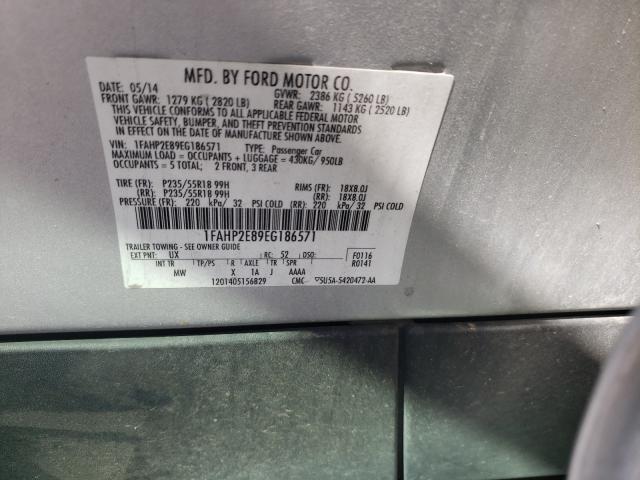 MFD. BY FORD MOTOR CO.
DATE: 05/14 GVWR: 2386 KG ( 5260 LB)
FRONT GAWR: 1279 KG ( 2820 LB) REAR GAWR: 1143 KG ( 2520 LB)
THIS VEHICLE CONFORMS TO ALL APPLICABLE FEDERAL MOTOR
VEHICLE SAFETY, BUMPER, AND THEFT PREVENTION STANDARDS
IN EFFECT ON THE DATE OF MANUFACTURE SHOWN ABOVE.
VIN: 1FAHP2E89EG186571 TYPE: Passenger Car
MAXIMUM LOAD = OCCUPANTS + LUGGAGE = 430KG/ 950LB
OCCUPANTS = 5 TOTAL; 2 FRONT, 3 REAR
TIRE (FR): P235/55R18 99H RIMS (FR): 18X8.0J
(RR): P235/55R18 99H (RR): 18X8.0J
PRESSURE (FR): 220 kPa/ 32 PSI COLD (RR): 220 kPa/ 32 PSI COLD
1FAHP2E89EG186571
TRAILER TOWING - SEE OWNER GUIDE
EXT PNT: UX RC: 52 DSO: F0116
INT TR TP/PS R AXLE TR SPR R0141
MW X 1A J AAAA
1201405156829 CMC 5U5A-5420472-AA